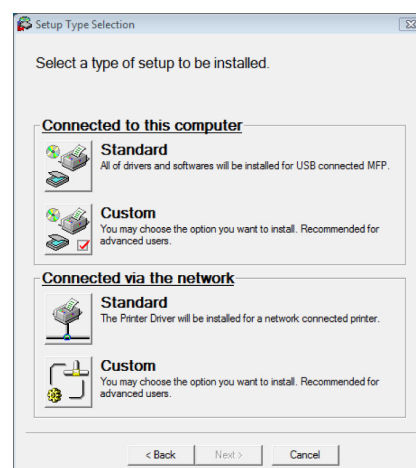 Setup Type Selection
Select a type of setup to be installed.
Connected to this computer
Standard
All of drivers and softwares will be installed for USB connected MFP.
Custom
You may choose the option you want to install. Recommended for
advanced users.
Connected via the network
Standard
The Printer Driver will be installed for a network connected printer.
Custom
You may choose the option you want to install. Recommended for
advanced users.
< Back
Next >
Cancel